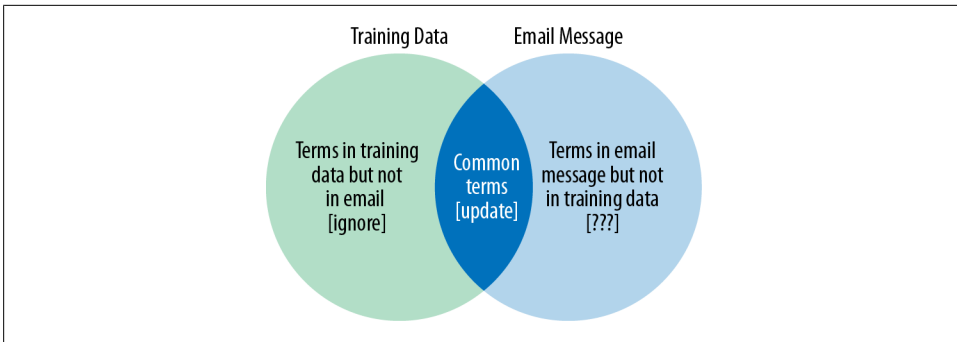 Training Data
Email Message
Terms in training
data but not
in email
[ignore]
Common
terms
[update]
Terms in email
message but not
in training data
[???]